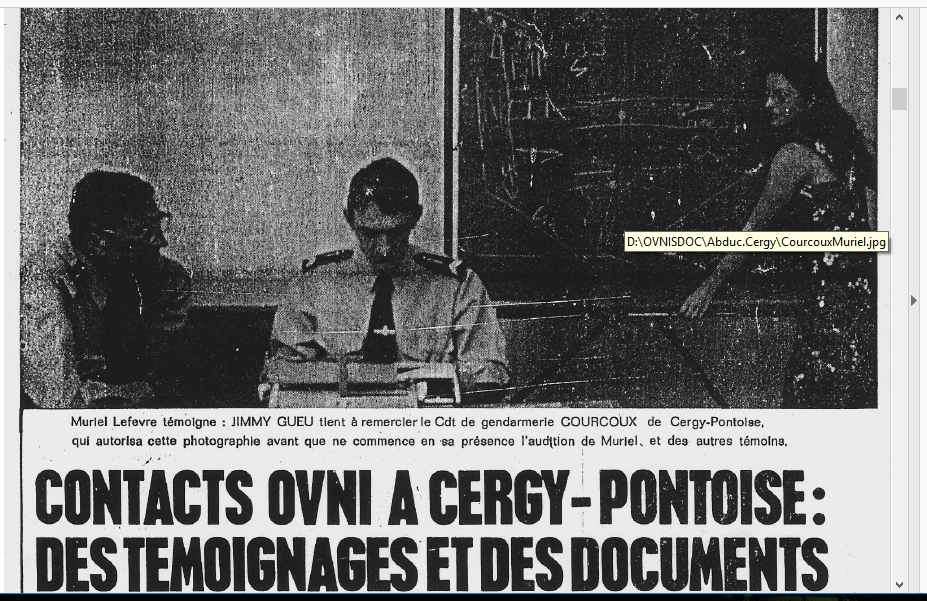 D:\OVNISDOC\Abduc.Cergy\CourcouxMuriel.jpg
Muriel Lefevre témoigne : JIMMY GUEU tient à remercier le Cdt de gendarmerie COURCOUX de Cergy-Pontoise,
qui autorisa cette photographie avant que ne commence en sa présence l'audition de Muriel, et des autres témoins.
CONTACTS OVNI A CERGY-PONTOISE :
DES TEMOIGNAGES ET DES DOCUMENTS